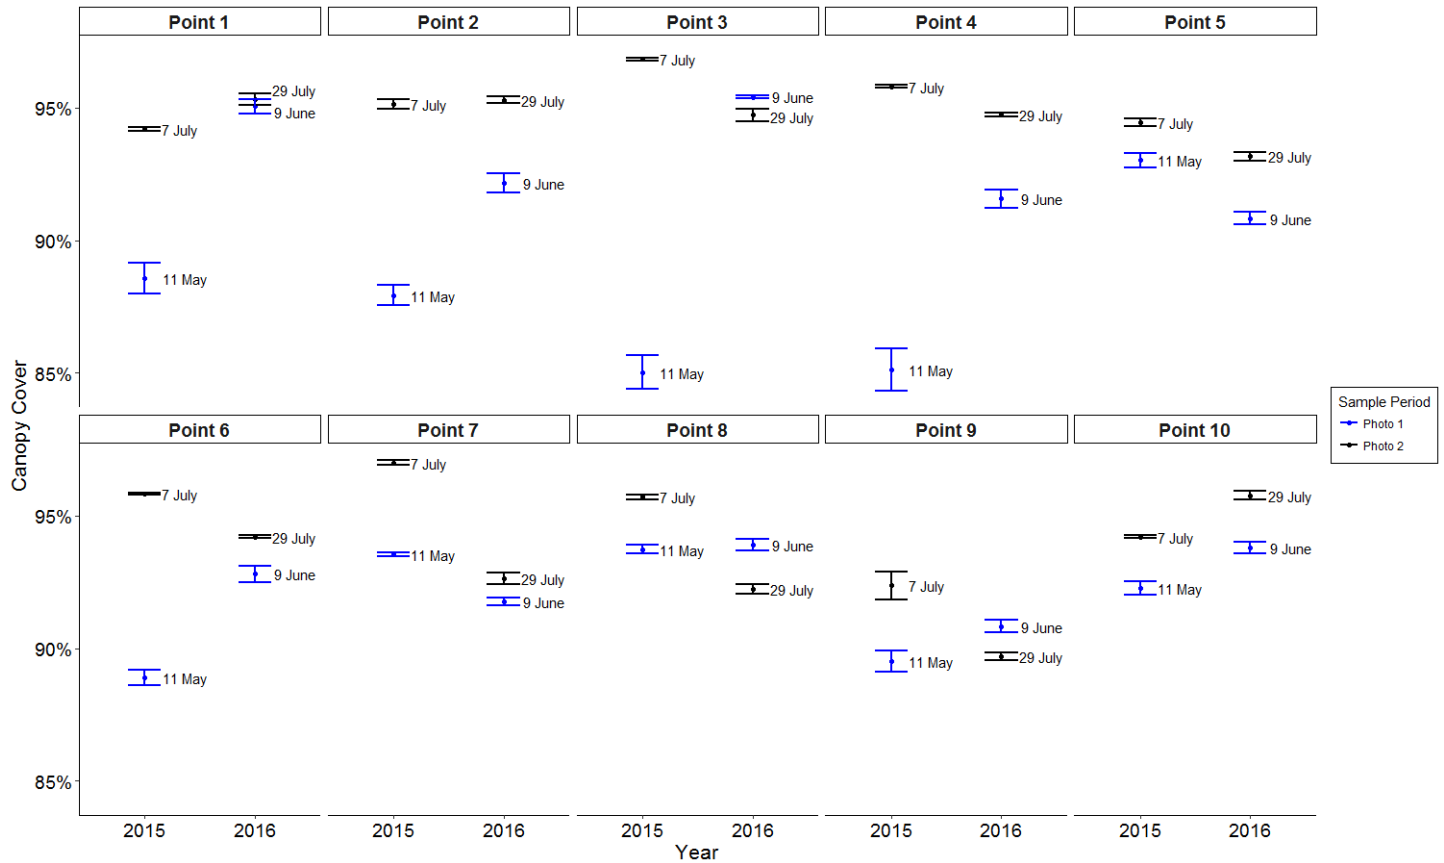 Point 1 Point 2 Point 3 Point 4 Point 5
95%
90%
85%
7 July
11 May
29 July
9 June
7 July
11 May
29 July
9 June
7 July
11 May
9 June
29 July
7 July
11 May
29 July
9 June
7 July
11 May
29 July
9 June
Canopy Cover
Point 6 Point 7 Point 8 Point 9 Point 10
95%
90%
85%
7 July
11 May
29 July
9 June
7 July
11 May
29 July
9 June
7 July
11 May
9 June
29 July
7 July
11 May
9 June
29 July
7 July
11 May
29 July
9 June
2015 2016 2015 2016 2015 2016 2015 2016 2015 2016
Year
Sample Period
Photo 1
Photo 2